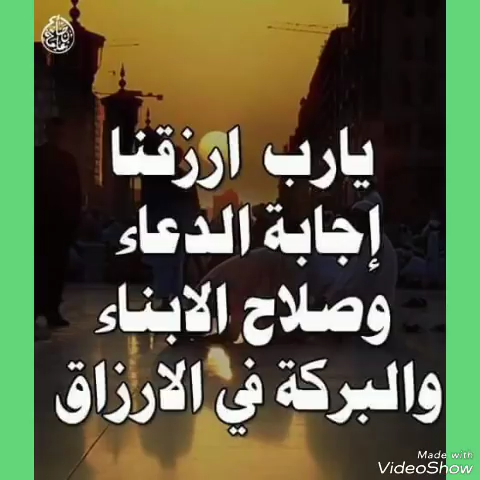 يارب ارزقنا
إجابة الدعاء
وصلاح الابناء
والبركة في الارزاق
Made with
VideoShow